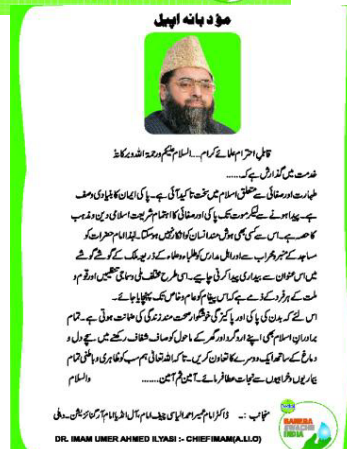 مؤدبانہ اپیل
قابل احترام علمائے کرام۔۔۔السلام علیکم ورحمۃ اللہ وبرکاتہٗ
خدمت میں گذارش ہے کہ......
طہارت اور صفائی سے متعلق اسلام میں سخت تاکید آئی ہے۔ پاکی ایمان کا بنیادی وصف
ہے۔ پیدا ہونے سے لیکر موت تک پاکی اور صفائی کا اہتمام شریعت اسلامی دین و مذہب
کا حصہ ہے۔ اس سے کسی بھی ہوش مند انسان کو انکار نہیں ہوسکتا۔ لہٰذا امام حضرات کو
مساجد کے منبر و محراب سے اور اہل مدارس کو طلباء و علماء کے ذریعہ ملک کے گوشے گوشے
میں اس عنوان سے بیداری پیدا کرنی چاہیے۔ اسی طرح مختلف ملی و سماجی تنظیمیں اور قوم و
ملت کے ہر فرد کے ذمے ہے کہ اس پیغام کو عام و خاص تک پہنچایا جائے۔
اس لئے کہ بدن کی پاکی اور پاکیزگی خوشگوار صحت مند زندگی کی ضمانت ہوتی ہے۔ تمام
برادران اسلام بھی اپنے ارد گرد اور گھر کے ماحول کو صاف شفاف رکھنے میں سچے دل و
دماغ کے ساتھ ایک دوسرے کا تعاون کریں۔ تاکہ اللہ تعالیٰ ہم سب کو ظاہری و باطنی تمام
بیماریوں و خرابیوں سے نجات عطا فرمائے۔ آمین ثم آمین....... والسلام
منجانب :۔ ڈاکٹر امام عمیر احمد الیاسی چیف امام، آل انڈیا امام آرگنائزیشن۔ دہلی
DR. IMAM UMER AHMED ILYASI :- CHIEF IMAM(A.I.I.O)
BANEGA
SWACHH
INDIA